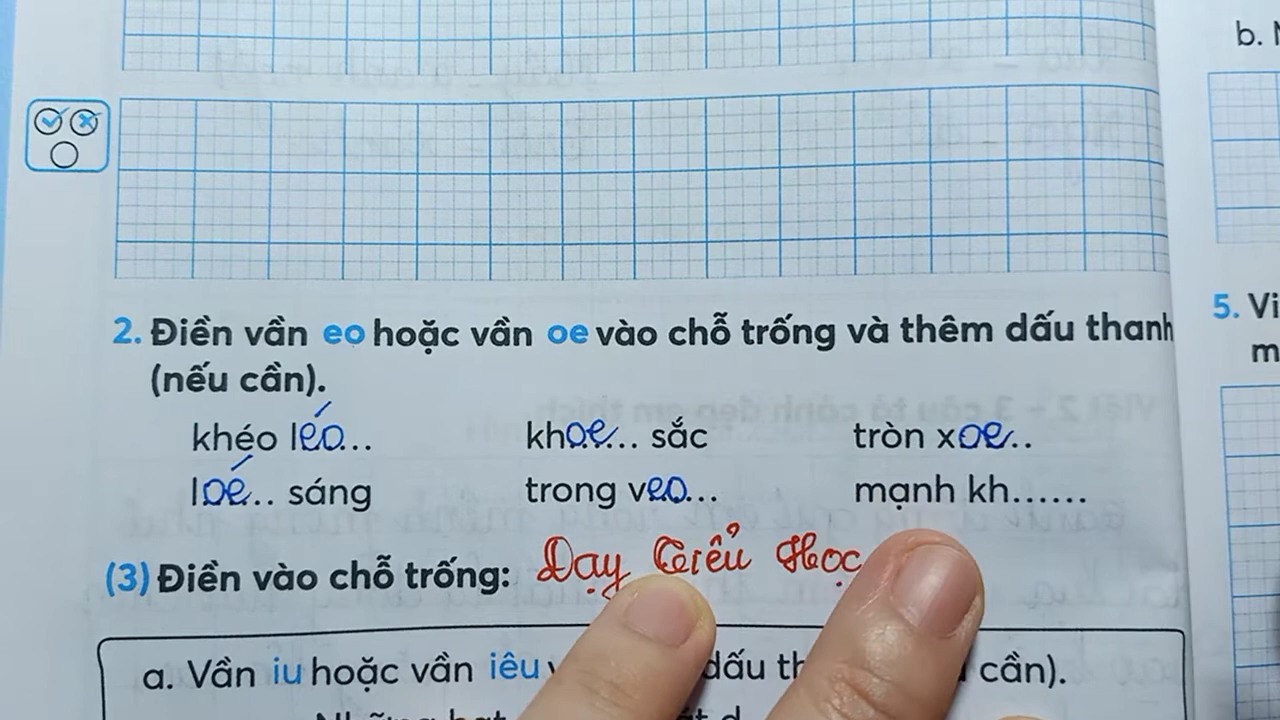 b.
2. Điền vần eo hoặc vần oe vào chỗ trống và thêm dấu thanh
(nếu cần).
khéo léo... khoe... sắc tròn xoe..
loé.. sáng trong veo... mạnh kh......
(3) Điền vào chỗ trống: Dạy Tiểu Học
a. Vần iu hoặc vần iêu dấu cần).
5. Vi
m